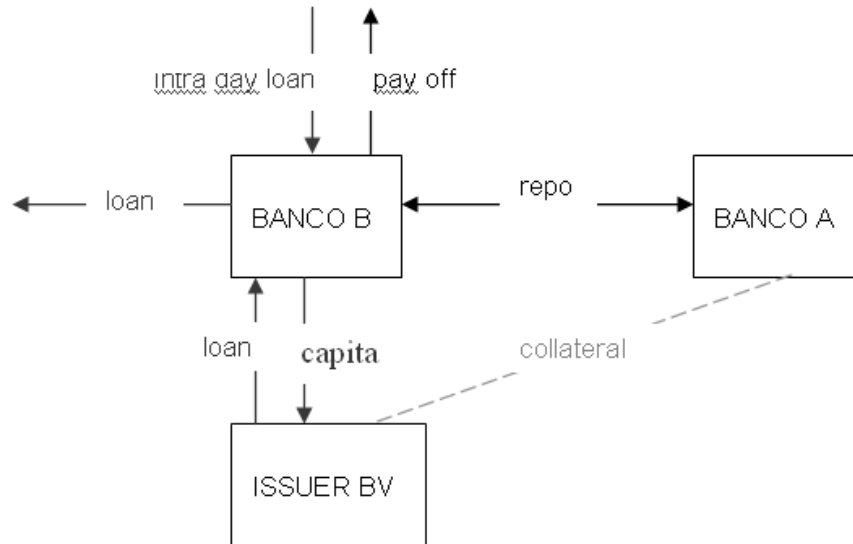 intra day loan
pay off
loan
BANCO B
repo
BANCO A
loan
capita
collateral
ISSUER BV